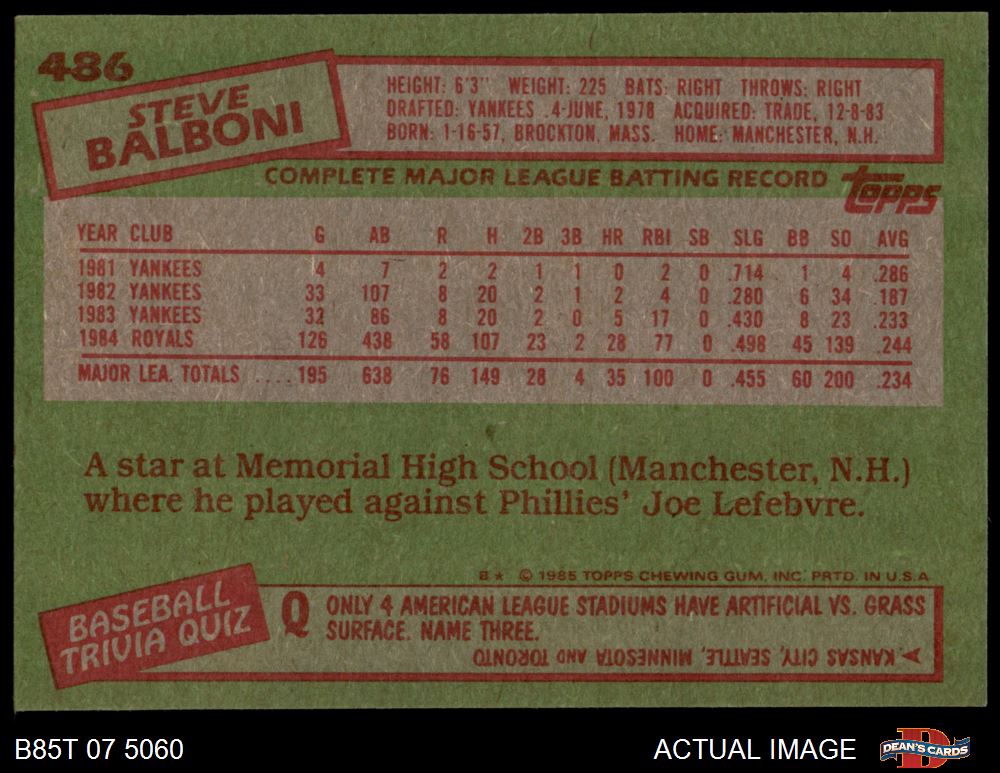 486
STEVE
BALBONI
HEIGHT: 6'3" WEIGHT: 225 BATS: RIGHT THROWS: RIGHT
DRAFTED: YANKEES .4-JUNE, 1978 ACQUIRED: TRADE, 12-8-83
BORN: 1-16-57, BROCKTON, MASS. HOME: MANCHESTER, N.H.
COMPLETE MAJOR LEAGUE BATTING RECORD topps
YEAR CLUB G AB R H 2B 3B HR RBI SB SLG BB SO AVG
1981 YANKEES 4 7 2 2 1 1 0 2 0 .714 1 4 .286
1982 YANKEES 33 107 8 20 2 1 2 4 0 .280 6 34 .187
1983 YANKEES 32 86 8 20 2 0 5 17 0 .430 8 23 .233
1984 ROYALS 126 438 58 107 23 2 28 77 0 .498 45 139 .244
MAJOR LEA. TOTALS ....195 638 76 149 28 4 35 100 0 .455 60 200 .234
A star at Memorial High School (Manchester, N.H.)
where he played against Phillies' Joe Lefebvre.
8★ © 1985 TOPPS CHEWING GUM, INC. PRTD. IN U.S.A
BASEBALL
TRIVIA QUIZ
Q ONLY 4 AMERICAN LEAGUE STADIUMS HAVE ARTIFICIAL VS. GRASS
SURFACE. NAME THREE.
A KANSAS CITY, SEATTLE, MINNESOTA AND TORONTO
B85T 07 5060
ACTUAL IMAGE
D
DEAN'S CARDS